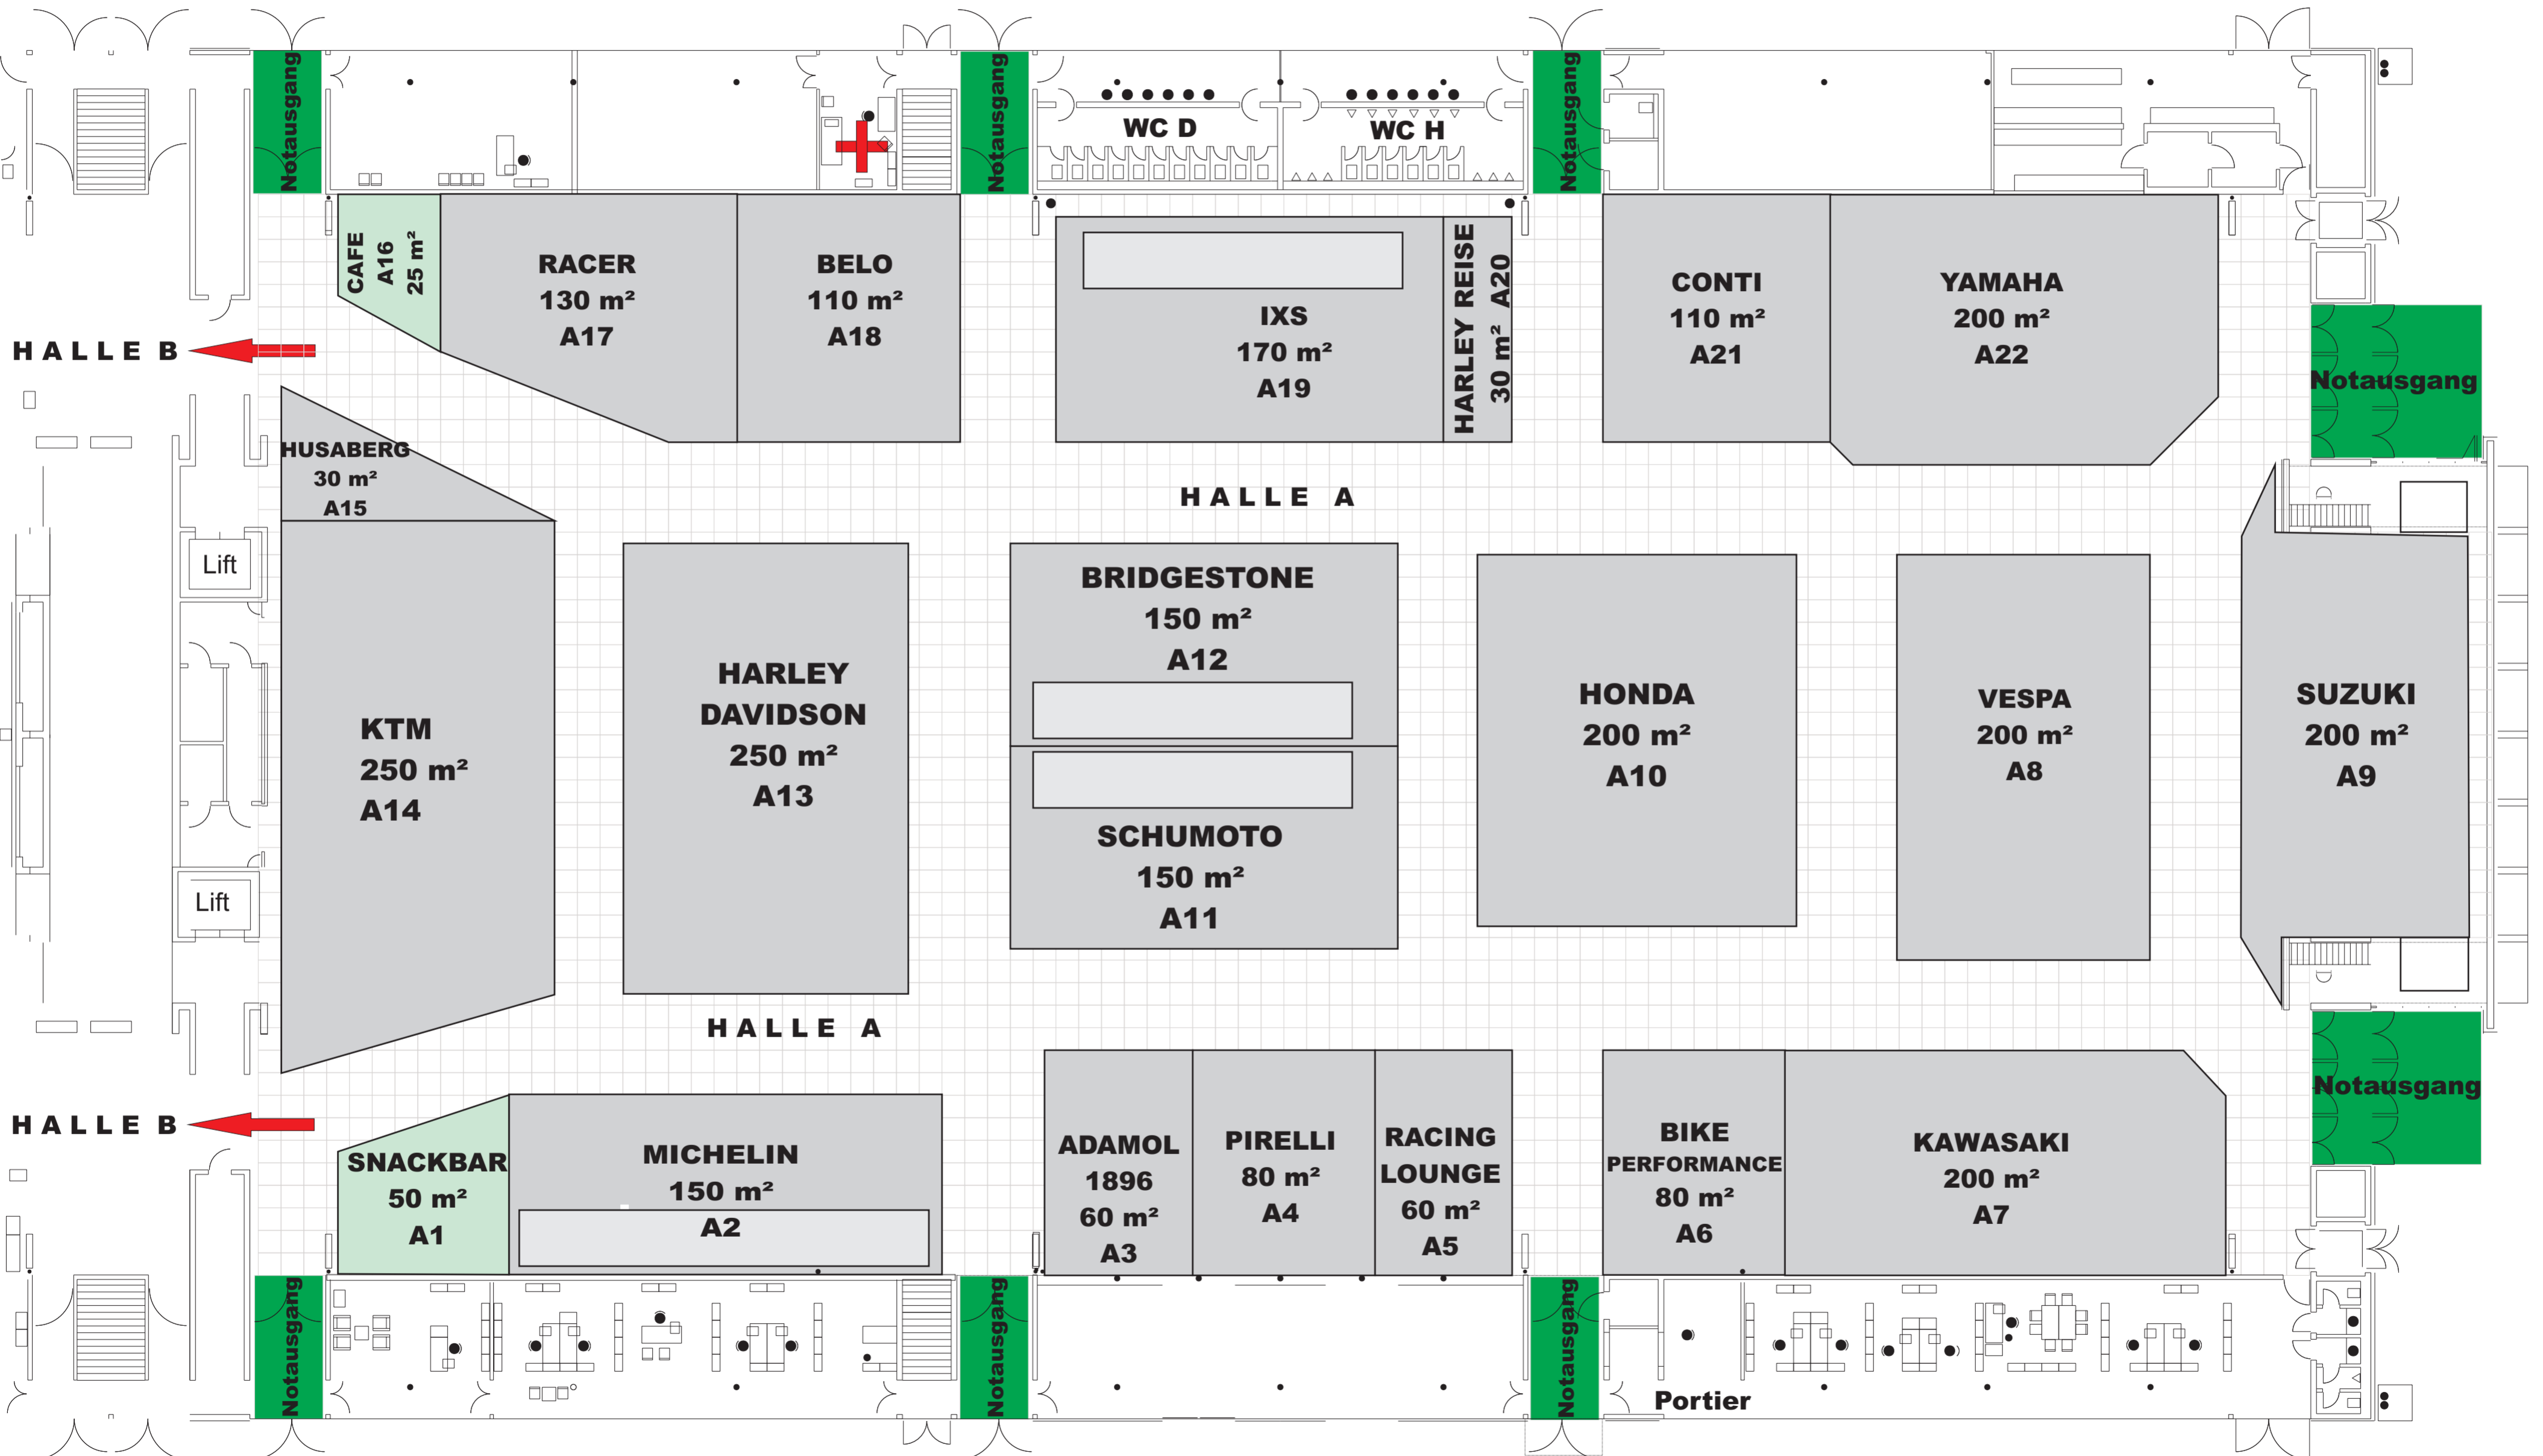 Notausgang
Notausgang
Notausgang
WC D
WC H
CAFE
A16
25 m²
RACER
130 m²
A17
BELO
110 m²
A18
IXS
170 m²
A19
HARLEY REISE
30 m² A20
CONTI
110 m²
A21
YAMAHA
200 m²
A22
Notausgang
HALLE B
HUSABERG
30 m²
A15
HALLE A
Lift
Lift
KTM
250 m²
A14
HARLEY
DAVIDSON
250 m²
A13
BRIDGESTONE
150 m²
A12
SCHUMOTO
150 m²
A11
HONDA
200 m²
A10
VESPA
200 m²
A8
SUZUKI
200 m²
A9
HALLE A
HALLE B
SNACKBAR
50 m²
A1
MICHELIN
150 m²
A2
ADAMOL
1896
60 m²
A3
PIRELLI
80 m²
A4
RACING
LOUNGE
60 m²
A5
BIKE
PERFORMANCE
80 m²
A6
KAWASAKI
200 m²
A7
Notausgang
Notausgang
Notausgang
Notausgang
Portier